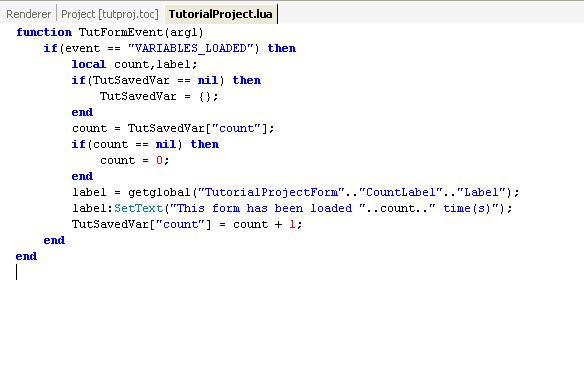 Renderer Project [tutproj.toc] TutorialProject.lua
function TutFormEvent(arg1)
if(event == "VARIABLES_LOADED") then
local count,label;
if(TutSavedVar == nil) then
TutSavedVar = {};
end
count = TutSavedVar["count"];
if(count == nil) then
count = 0;
end
label = getglobal("TutorialProjectForm".."CountLabel".."Label");
label:SetText("This form has been loaded "..count.." time(s)");
TutSavedVar["count"] = count + 1;
end
end